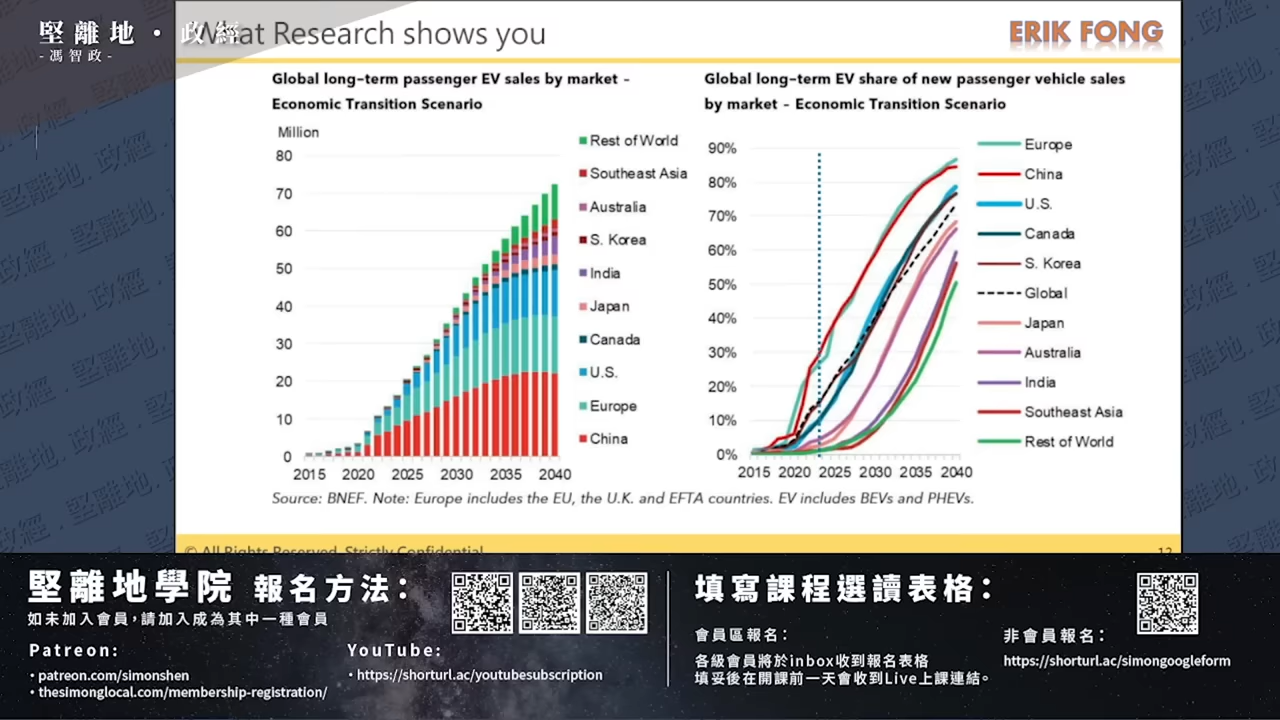 堅離地・政經
-馮智政-
What Research shows you
ERIK FONG
Global long-term passenger EV sales by market -
Economic Transition Scenario
Million
80
70
60
50
40
30
20
10
0
2015 2020 2025 2030 2035 2040
Rest of World
Southeast Asia
Australia
S. Korea
India
Japan
Canada
U.S.
Europe
China
Global long-term EV share of new passenger vehicle sales
by market - Economic Transition Scenario
90%
80%
70%
60%
50%
40%
30%
20%
10%
0%
2015 2020 2025 2030 2035 2040
Europe
China
U.S.
Canada
S. Korea
Global
Japan
Australia
India
Southeast Asia
Rest of World
Source: BNEF. Note: Europe includes the EU, the U.K. and EFTA countries. EV includes BEVs and PHEVs.
© All Rights Reserved. Strictly Confidential
12
堅離地學院 報名方法：
如未加入會員，請加入成為其中一種會員
Patreon:
• patreon.com/simonshen
• thesimonglocal.com/membership-registration/
YouTube:
• https://shorturl.ac/youtubesubscription
填寫課程選讀表格：
會員區報名：
各級會員將於inbox收到報名表格
填妥後在開課前一天會收到Live上課連結。
非會員報名：
https://shorturl.ac/simongoogleform